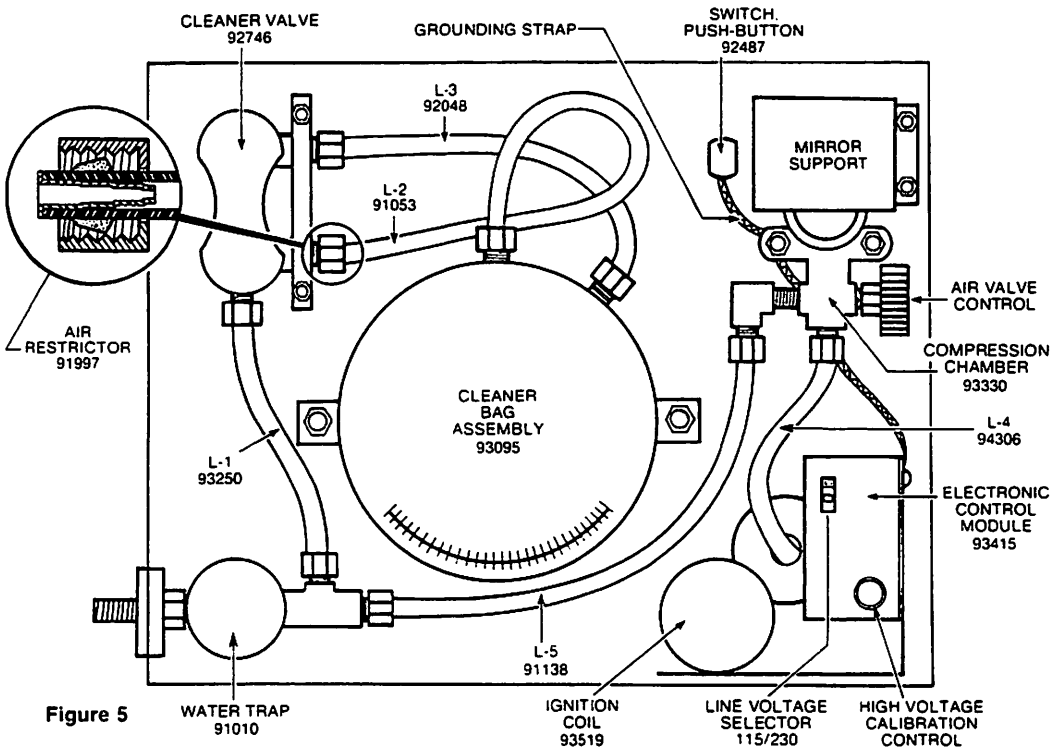 CLEANER VALVE
92746
GROUNDING STRAP
SWITCH,
PUSH-BUTTON
92487
L-3
92048
MIRROR
SUPPORT
L-2
91053
AIR
RESTRICTOR
91997
AIR VALVE
CONTROL
COMPRESSION
CHAMBER
93330
CLEANER
BAG
ASSEMBLY
93095
L-1
93250
L-4
94306
ELECTRONIC
CONTROL
MODULE
93415
L-5
91138
Figure 5
WATER TRAP
91010
IGNITION
COIL
93519
LINE VOLTAGE
SELECTOR
115/230
HIGH VOLTAGE
CALIBRATION
CONTROL